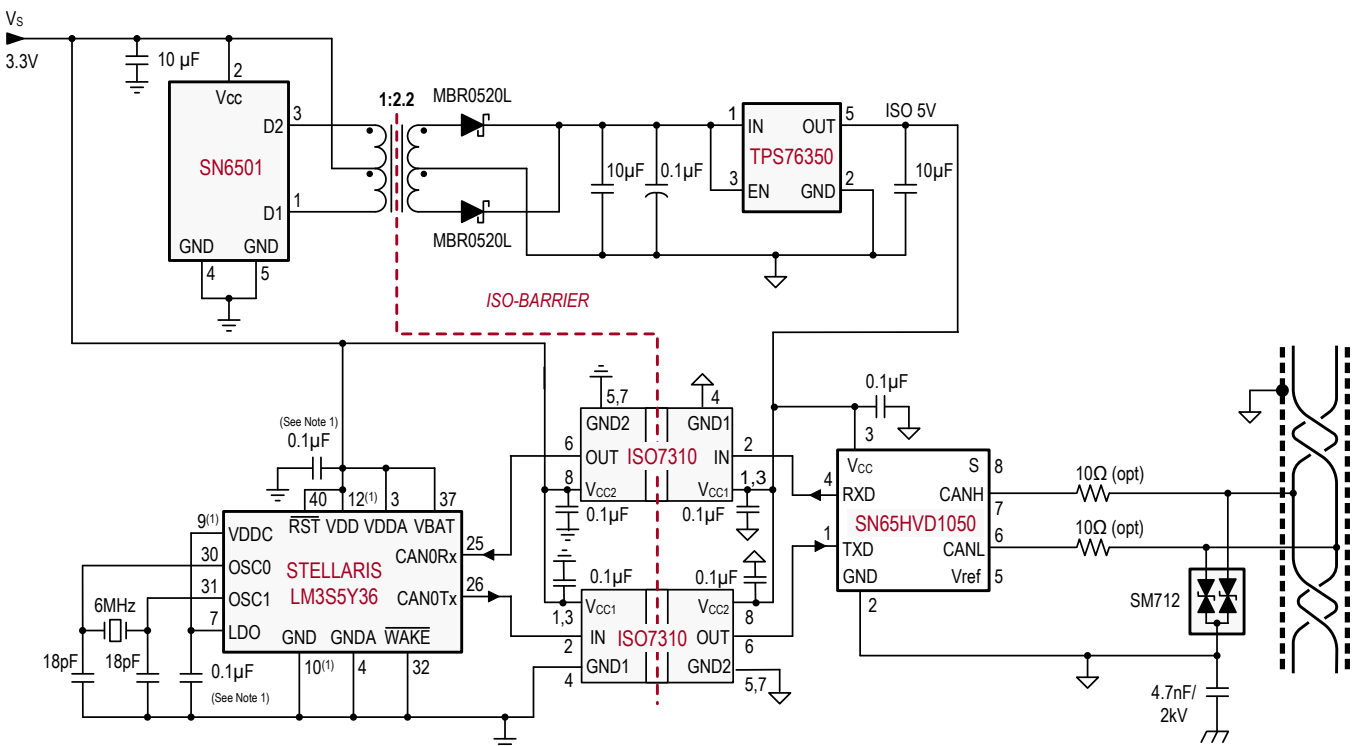 VS
3.3V
10 µF
2
Vcc
D2
3
SN6501
D1
1
GND GND
4
5
1:2.2
MBR0520L
MBR0520L
10µF
0.1µF
1
IN OUT
5
TPS76350
3
EN GND
2
ISO 5V
10µF
ISO-BARRIER
(See Note 1)
0.1µF
40
12(1)
3
37
RST VDD VDDA VBAT
9(1)
VDDC
30
OSC0
31
OSC1
7
LDO
STELLARIS
LM3S5Y36
CAN0Rx
25
CAN0Tx
26
GND GNDA WAKE
10(1)
4
32
6MHz
18pF
18pF
0.1µF
(See Note 1)
5,7
4
GND2 GND1
6
OUT ISO7310 IN
2
8
VCC2 VCC1
1,3
0.1µF
0.1µF
0.1µF
0.1µF
VCC1 VCC2
1,3
8
IN ISO7310 OUT
2
6
GND1 GND2
4
5,7
0.1µF
3
VCC S
8
4
RXD CANH
7
SN65HVD1050
1
TXD CANL
6
GND Vref
5
2
10Ω (opt)
10Ω (opt)
SM712
4.7nF/
2kV